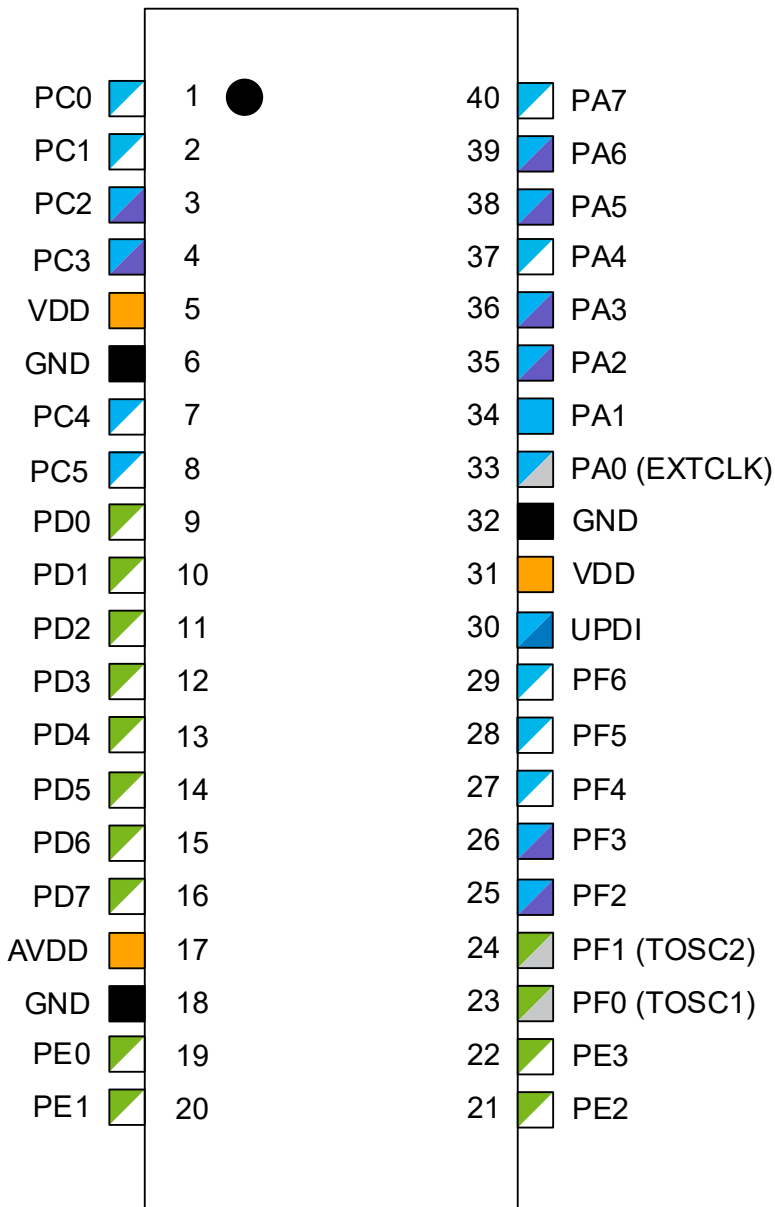 PC0 1 40 PA7
PC1 2 39 PA6
PC2 3 38 PA5
PC3 4 37 PA4
VDD 5 36 PA3
GND 6 35 PA2
PC4 7 34 PA1
PC5 8 33 PA0 (EXTCLK)
PD0 9 32 GND
PD1 10 31 VDD
PD2 11 30 UPDI
PD3 12 29 PF6
PD4 13 28 PF5
PD5 14 27 PF4
PD6 15 26 PF3
PD7 16 25 PF2
AVDD 17 24 PF1 (TOSC2)
GND 18 23 PF0 (TOSC1)
PE0 19 22 PE3
PE1 20 21 PE2